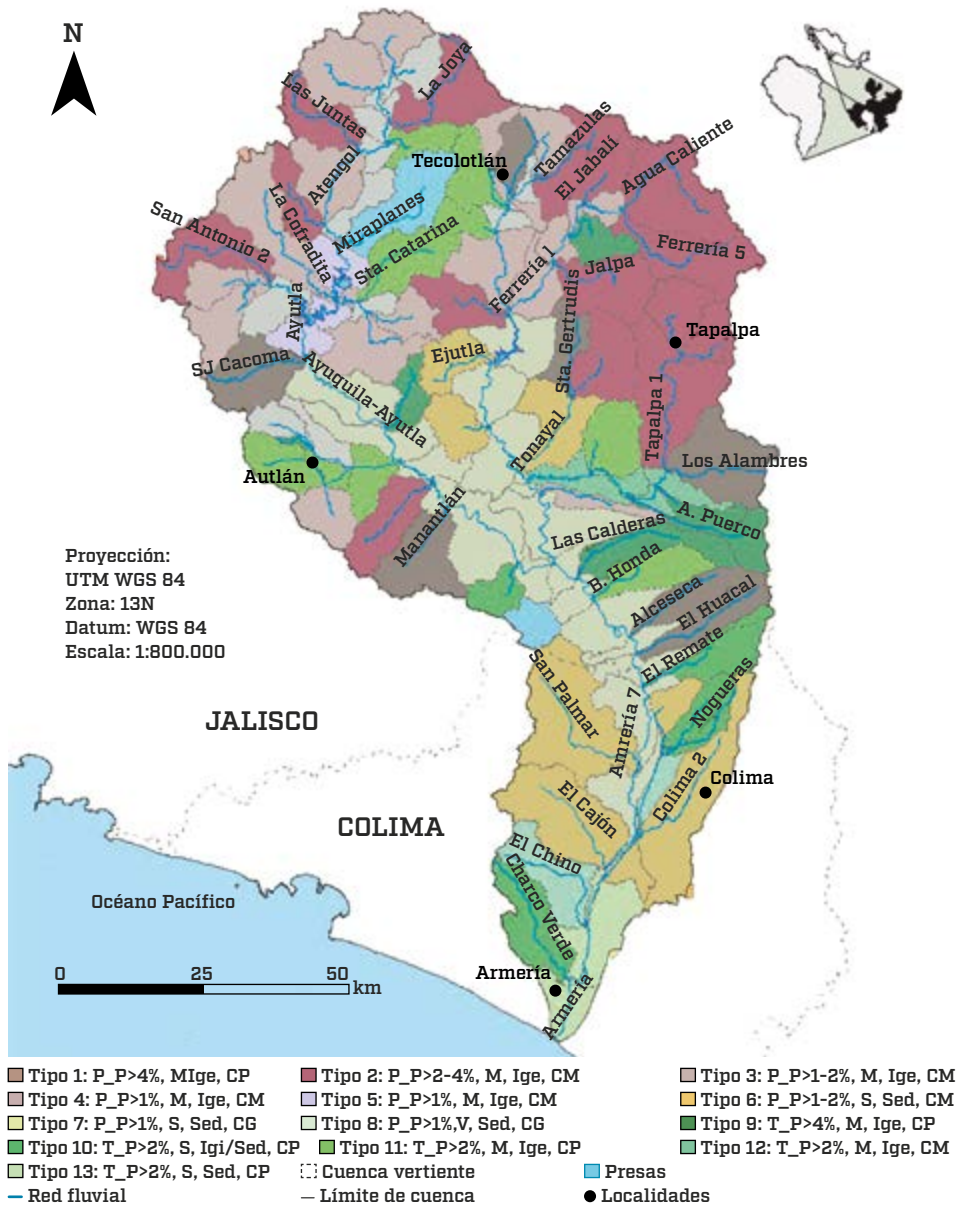 N
La Joya
Las Juntas
Tecolotlán
Tamazulas
El Jabalí
Agua Caliente
Atengol
La Cofradita
Miraplanes
San Antonio 2
Sta. Catarina
Ferrería 5
Jalpa
Ferrería 1
Ayutla
Sta. Gertrudis
Tapalpa
SJ Cacoma
Ejutla
Ayuquila-Ayutla
Tapalpa 1
Tonayal
Los Alambres
Autlán
A. Puerco
Manantlán
Las Calderas
B. Honda
Proyección:
UTM WGS 84
Zona: 13N
Datum: WGS 84
Escala: 1:800.000
Alceseca
El Huacal
El Remate
San Palmar
Nogueras
JALISCO
Amrería 7
Colima 2
Colima
El Cajón
COLIMA
El Chino
Charco Verde
Océano Pacífico
Armería
Armería
0 25 50
km
Tipo 1: P_P>4%, MIge, CP
Tipo 2: P_P>2-4%, M, Ige, CM
Tipo 3: P_P>1-2%, M, Ige, CM
Tipo 4: P_P>1%, M, Ige, CM
Tipo 5: P_P>1%, M, Ige, CM
Tipo 6: P_P>1-2%, S, Sed, CM
Tipo 7: P_P>1%, S, Sed, CG
Tipo 8: P_P>1%,V, Sed, CG
Tipo 9: T_P>4%, M, Ige, CP
Tipo 10: T_P>2%, S, Igi/Sed, CP
Tipo 11: T_P>2%, M, Ige, CP
Tipo 12: T_P>2%, M, Ige, CM
Tipo 13: T_P>2%, S, Sed, CP
Cuenca vertiente
Presas
Red fluvial
Límite de cuenca
Localidades